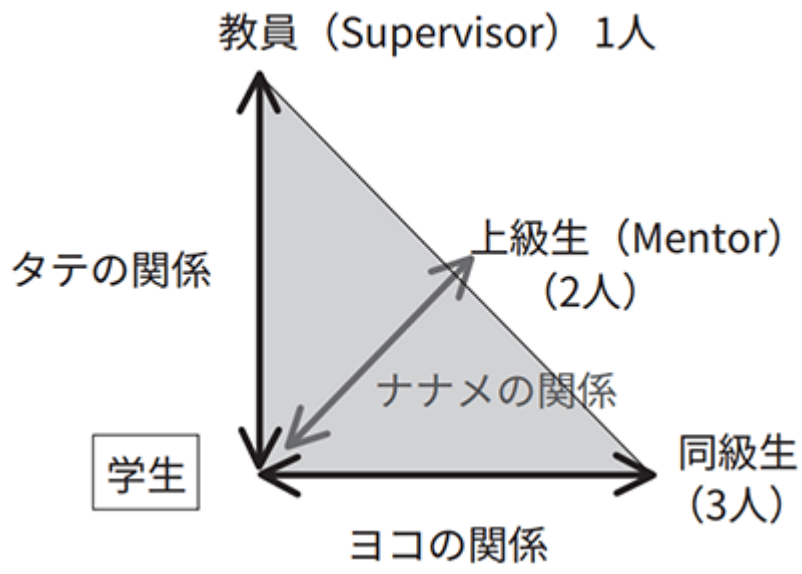 教員（Supervisor） 1人
上級生（Mentor）
（2人）
タテの関係
ナナメの関係
学生
同級生
（3人）
ヨコの関係